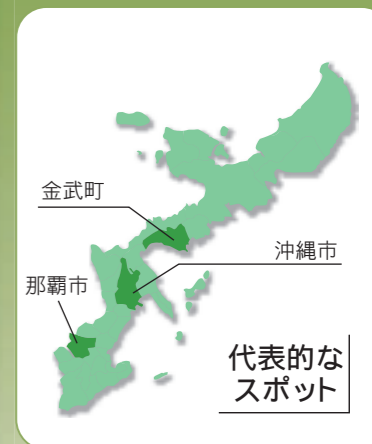 金武町
沖縄市
那覇市
代表的な
スポット